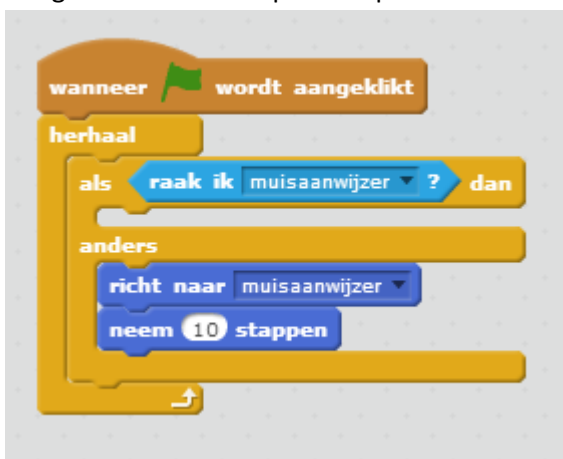 wanneer wordt aangeklikt
herhaal
als raak ik muisaanwijzer ? dan
anders
richt naar muisaanwijzer
neem 10 stappen